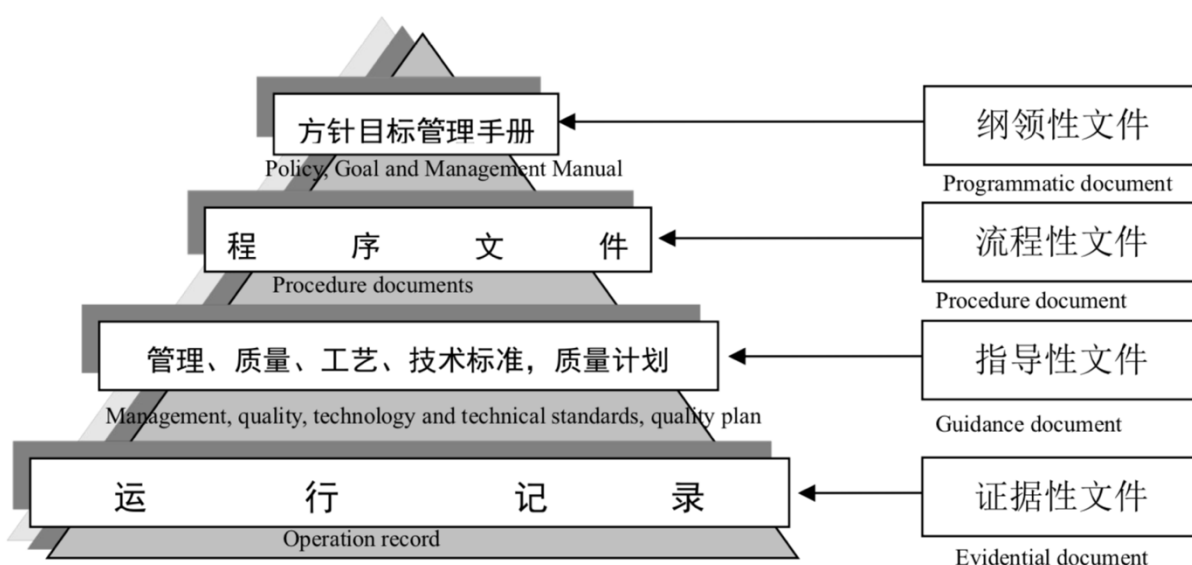 方针目标管理手册
纲领性文件
Policy, Goal and Management Manual
Programmatic document
程序文件
流程性文件
Procedure documents
Procedure document
管理、质量、工艺、技术标准，质量计划
指导性文件
Management, quality, technology and technical standards, quality plan
Guidance document
运行记录
证据性文件
Operation record
Evidential document